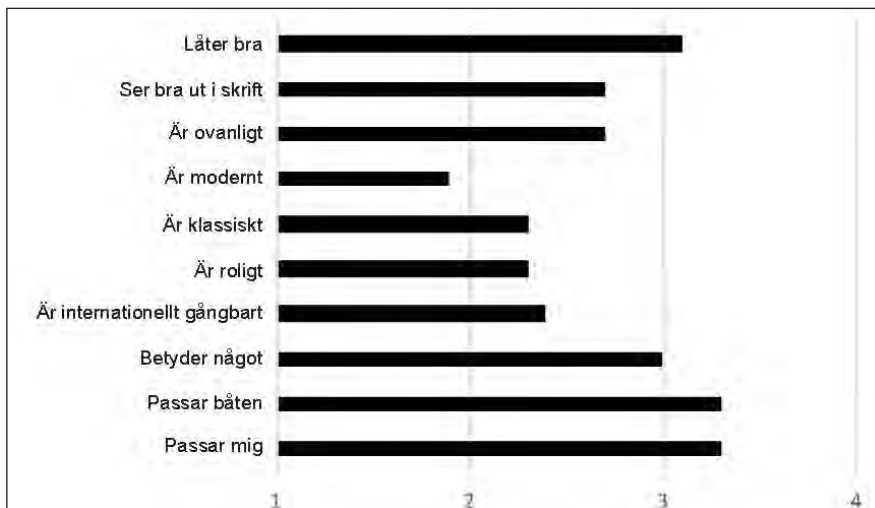 Låter bra
Ser bra ut i skrift
Är ovanligt
Är modernt
Är klassiskt
Är roligt
Är internationellt gångbart
Betyder något
Passar båten
Passar mig
1 2 3 4